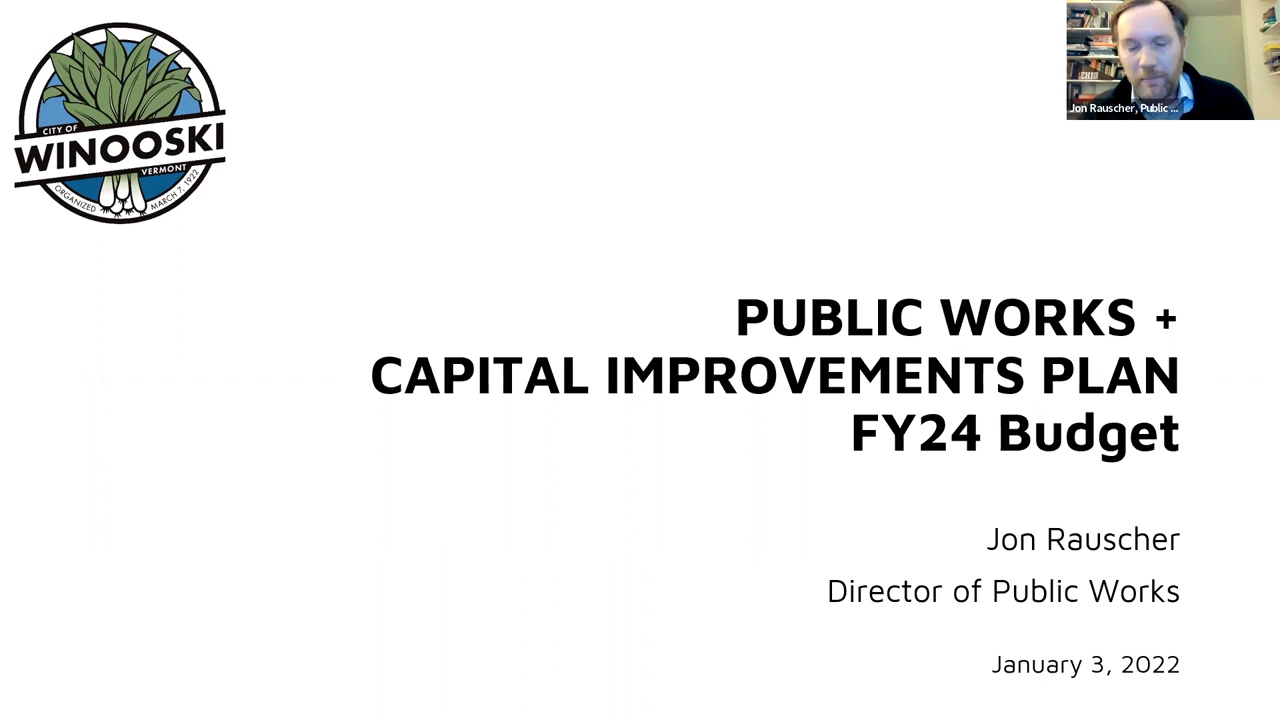 CITY OF
WINOOSKI
VERMONT
ORGANIZED MARCH 7, 1922
Jon Rauscher, Public ...
PUBLIC WORKS +
CAPITAL IMPROVEMENTS PLAN
FY24 Budget
Jon Rauscher
Director of Public Works
January 3, 2022